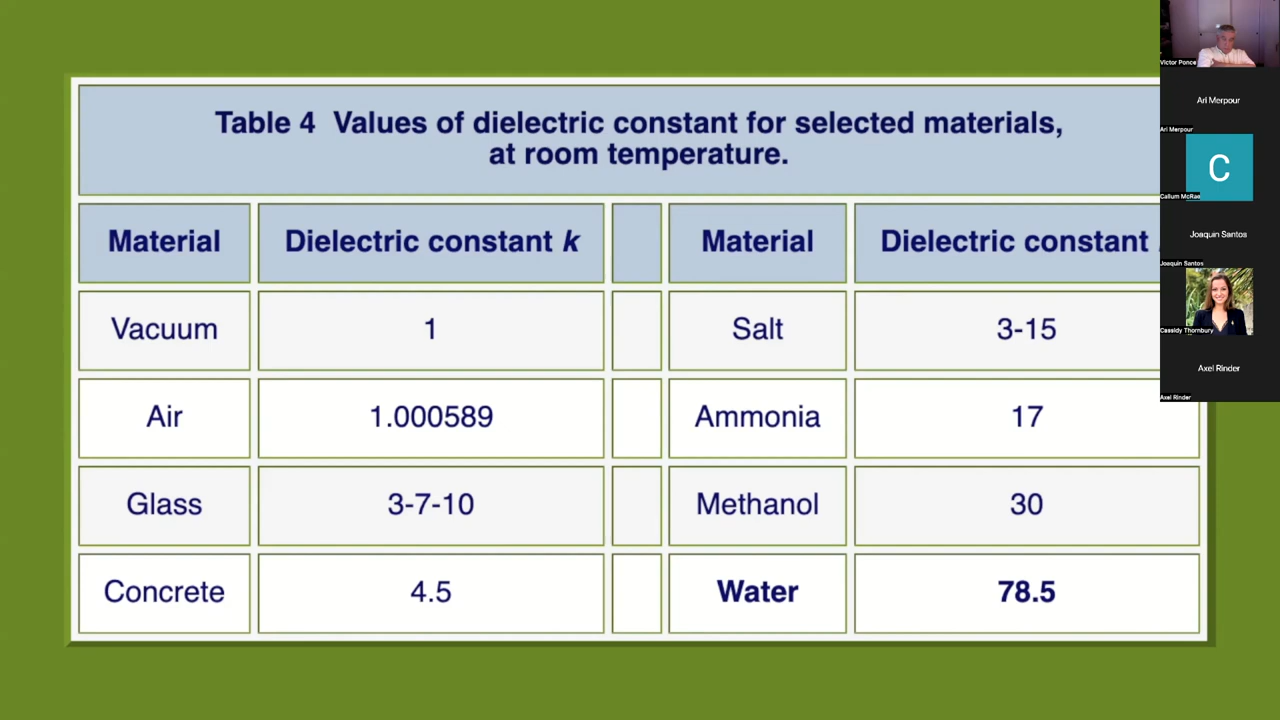 Table 4 Values of dielectric constant for selected materials,
at room temperature.
Material Dielectric constant k Material Dielectric constant
Vacuum 1 Salt 3-15
Air 1.000589 Ammonia 17
Glass 3-7-10 Methanol 30
Concrete 4.5 Water 78.5
Victor Ponce
Ari Merpour
Ari Merpour
C
Callum McRae
Joaquin Santos
Joaquin Santos
Cassidy Thornbury
Axel Rinder
Axel Rinder